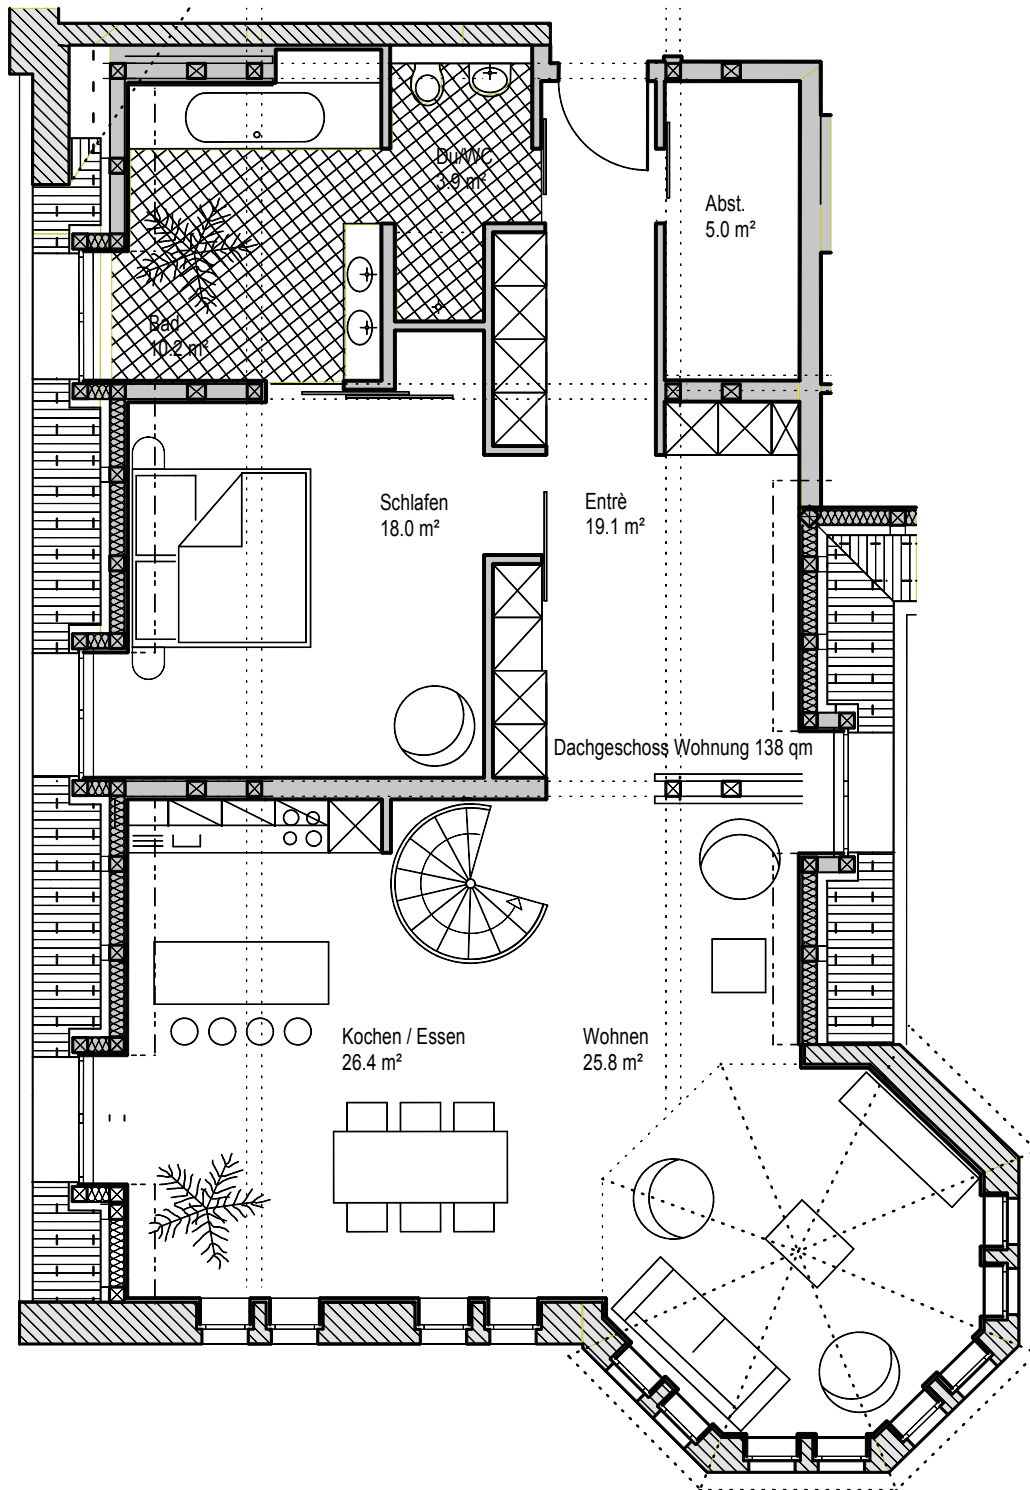 Du/WC
3.9 m²
Abst.
5.0 m²
Bad
10.2 m²
Schlafen
18.0 m²
Entrè
19.1 m²
Dachgeschoss Wohnung 138 qm
Kochen / Essen
26.4 m²
Wohnen
25.8 m²